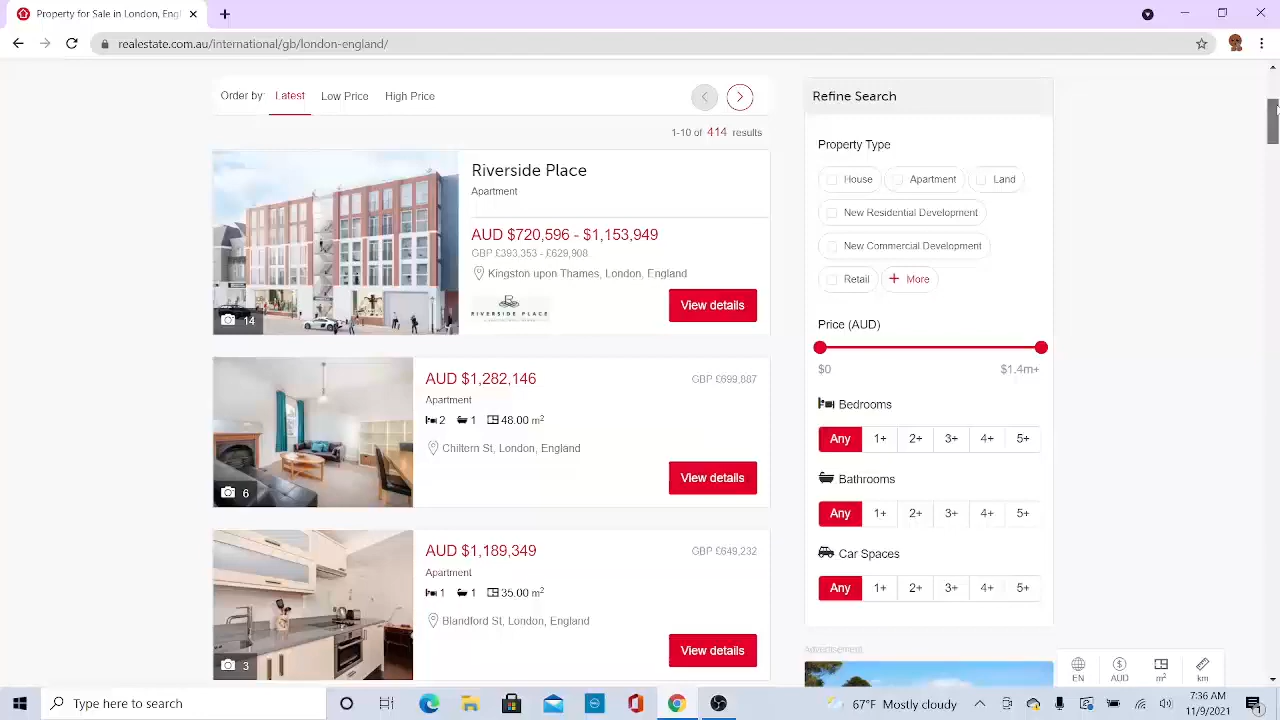 Property for Sale in London, Engl
realestate.com.au/international/gb/london-england/
Order by: Latest Low Price High Price
1-10 of 414 results
Riverside Place
Apartment
AUD $720,596 - $1,153,949
GBP £393,353 - £629,908
Kingston upon Thames, London, England
RIVERSIDE PLACE
View details
14
AUD $1,282,146
GBP £699,887
Apartment
2 1 48.00 m²
Chiltern St, London, England
View details
6
AUD $1,189,349
GBP £649,232
Apartment
1 1 35.00 m²
Blandford St, London, England
View details
3
Refine Search
Property Type
House Apartment Land
New Residential Development
New Commercial Development
Retail + More
Price (AUD)
$0 $1.4m+
Bedrooms
Any 1+ 2+ 3+ 4+ 5+
Bathrooms
Any 1+ 2+ 3+ 4+ 5+
Car Spaces
Any 1+ 2+ 3+ 4+ 5+
Advertisement
EN AUD m² km
Type here to search
67°F Mostly cloudy
7:36 AM
11/9/2021